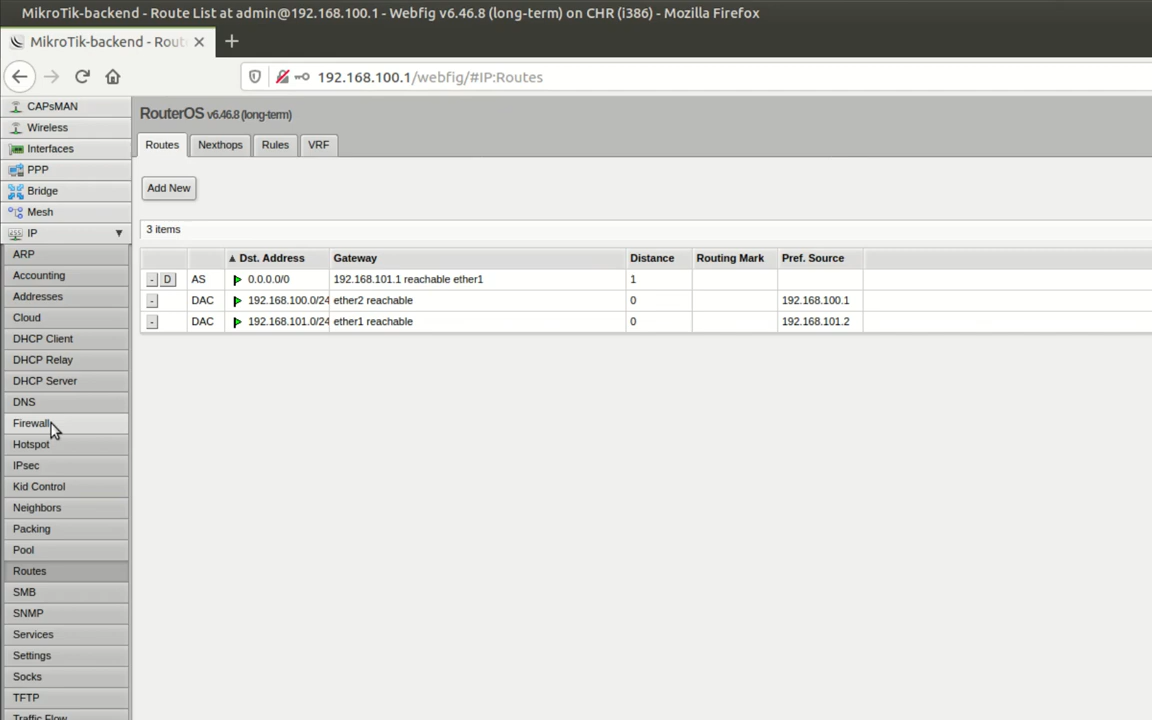 MikroTik-backend - Route List at admin@192.168.100.1 - Webfig v6.46.8 (long-term) on CHR (i386) - Mozilla Firefox
MikroTik-backend - Rout
192.168.100.1/webfig/#IP:Routes
CAPsMAN
Wireless
Interfaces
PPP
Bridge
Mesh
IP
ARP
Accounting
Addresses
Cloud
DHCP Client
DHCP Relay
DHCP Server
DNS
Firewall
Hotspot
IPsec
Kid Control
Neighbors
Packing
Pool
Routes
SMB
SNMP
Services
Settings
Socks
TFTP
Traffic Flow
RouterOS v6.46.8 (long-term)
Routes Nexthops Rules VRF
Add New
3 items
Dst. Address Gateway Distance Routing Mark Pref. Source
- D AS 0.0.0.0/0 192.168.101.1 reachable ether1 1
- DAC 192.168.100.0/24 ether2 reachable 0 192.168.100.1
- DAC 192.168.101.0/24 ether1 reachable 0 192.168.101.2